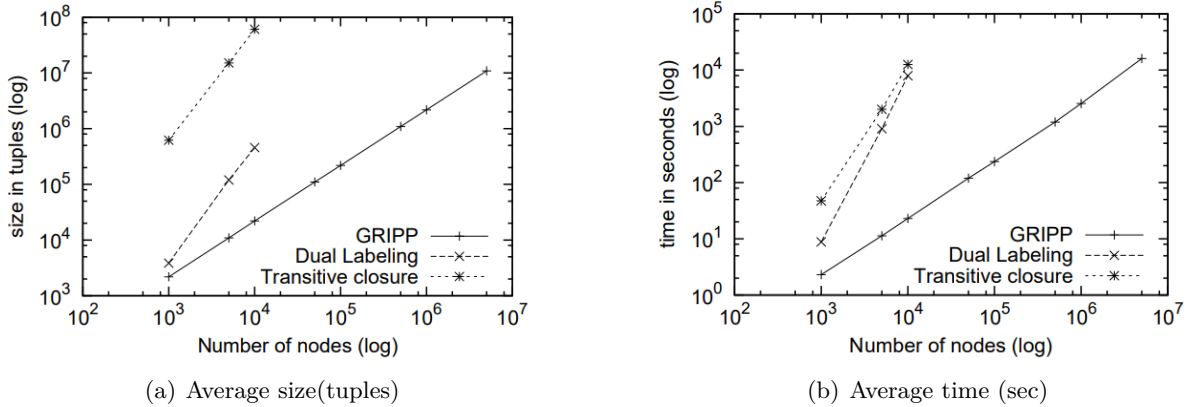 10^8
10^7
10^6
10^5
10^4
10^3
size in tuples (log)
GRIPP
Dual Labeling
Transitive closure
10^2 10^3 10^4 10^5 10^6 10^7
Number of nodes (log)
(a) Average size(tuples)
10^5
10^4
10^3
10^2
10^1
10^0
time in seconds (log)
GRIPP
Dual Labeling
Transitive closure
10^2 10^3 10^4 10^5 10^6 10^7
Number of nodes (log)
(b) Average time (sec)